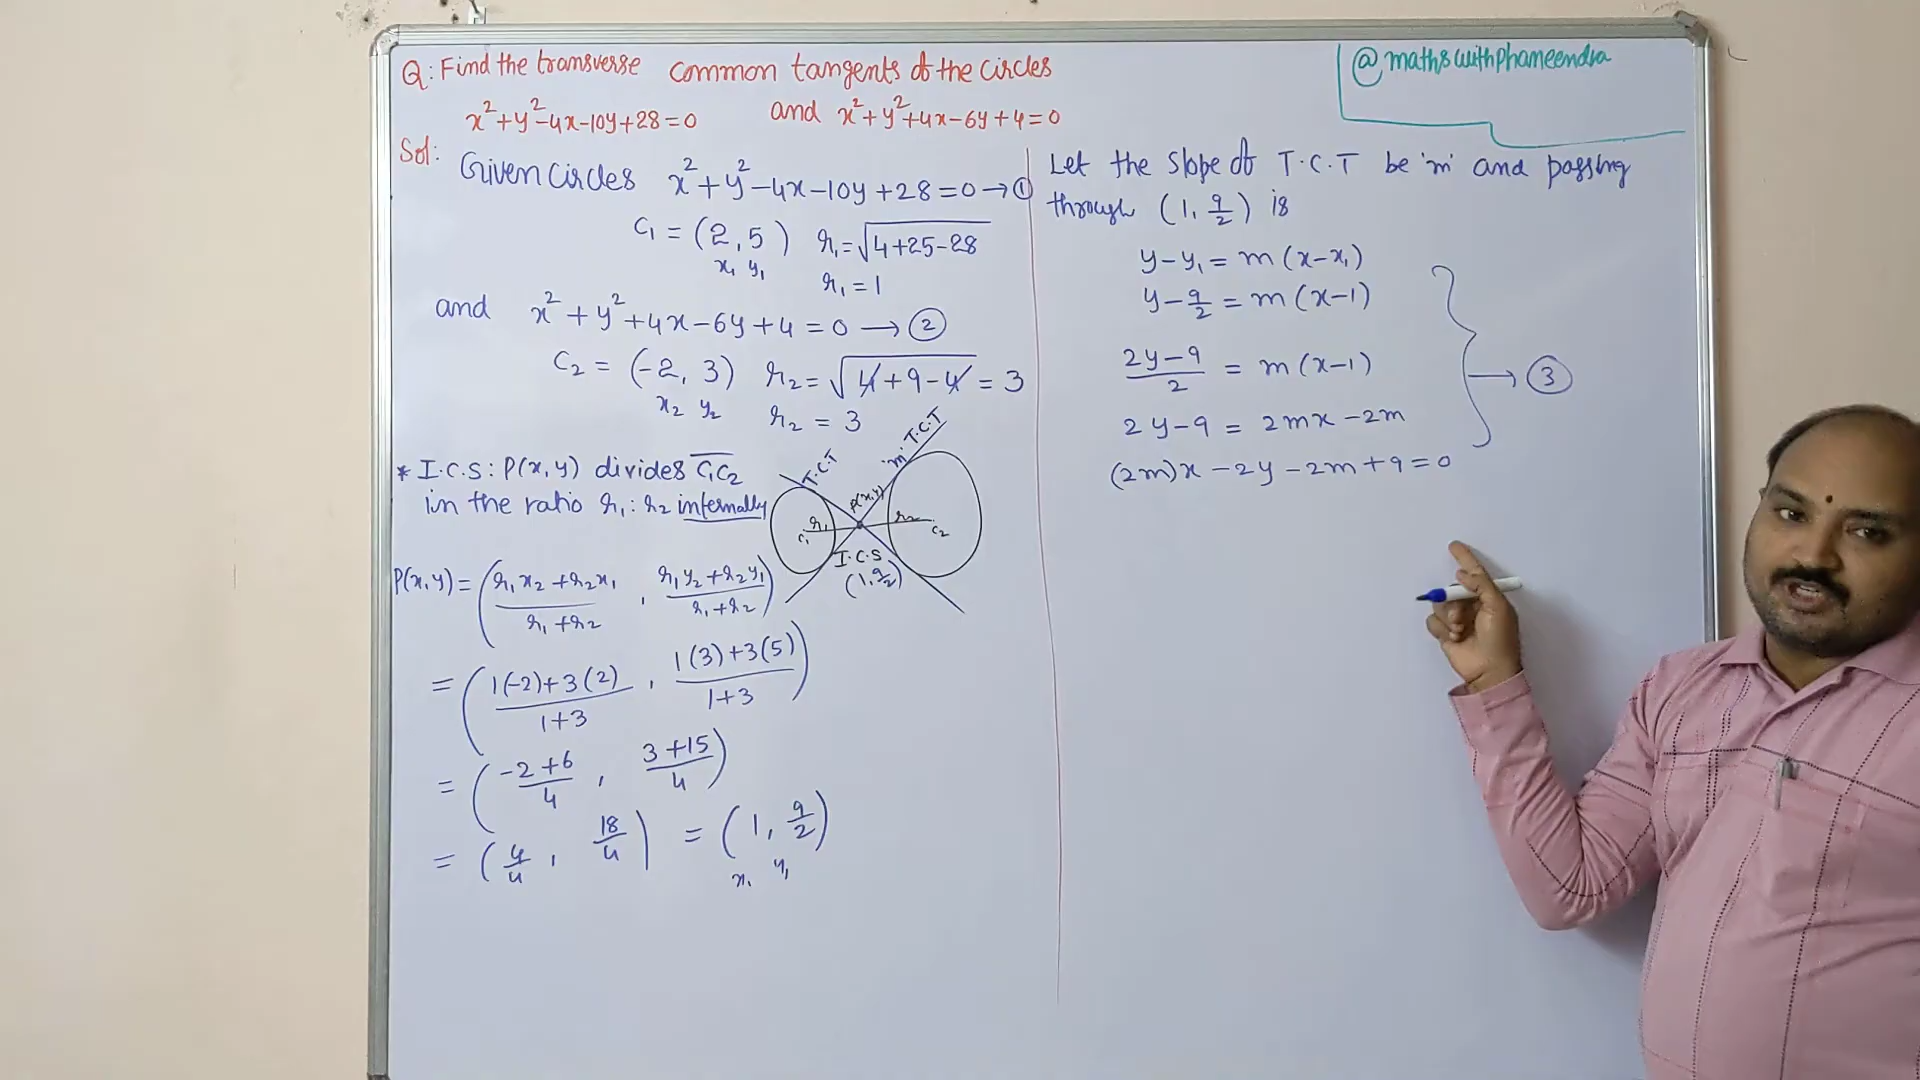 Q: Find the transverse common tangents of the circles
x²+y²-4x-10y+28=0 and x²+y²+4x-6y+4=0
@mathswithphaneendra
Sol:
Given Circles x²+y²-4x-10y+28=0→①
C₁ = (2,5) r₁=√4+25-28
x₁ y₁
r₁=1
and x²+y²+4x-6y+4=0→②
C₂ = (-2,3) r₂=√4+9-4=3
x₂ y₂ r₂=3
* I.C.S: P(x,y) divides C₁C₂
in the ratio r₁:r₂ internally
P(x,y)=((r₁x₂+r₂x₁)/(r₁+r₂), (r₁y₂+r₂y₁)/(r₁+r₂))
=((1(-2)+3(2))/(1+3), (1(3)+3(5))/(1+3))
=((-2+6)/4, (3+15)/4)
=(4/4, 18/4) = (1, 9/2)
x₁ y₁
T.C.T
'm' T.C.T
P(x,y)
C₁ r₁ r₂ C₂
I.C.S
(1,9/2)
Let the slope of T.C.T be 'm' and passing
through (1, 9/2) is
y-y₁=m(x-x₁)
y-9/2=m(x-1)
(2y-9)/2=m(x-1)
→③
2y-9=2mx-2m
(2m)x-2y-2m+9=0